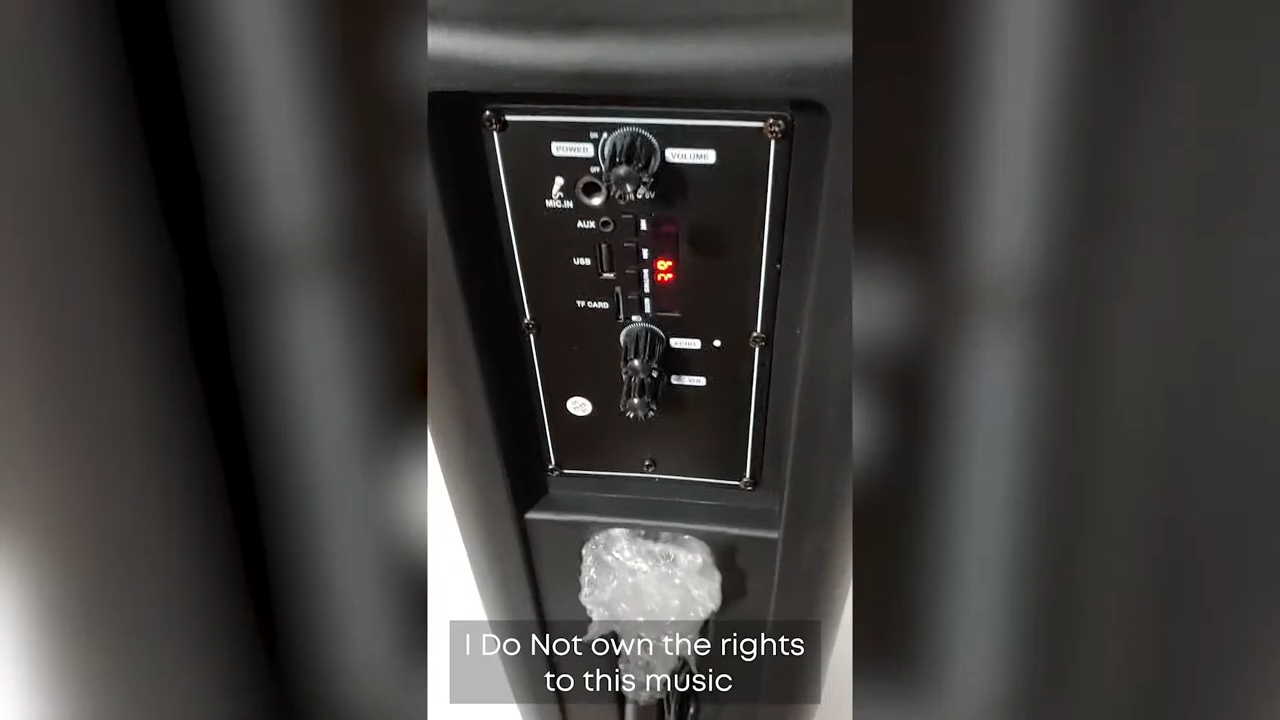 ON
POWER
VOLUME
OFF
MIC.IN
AUX
USB
TF CARD
ECHO
I Do Not own the rights
to this music